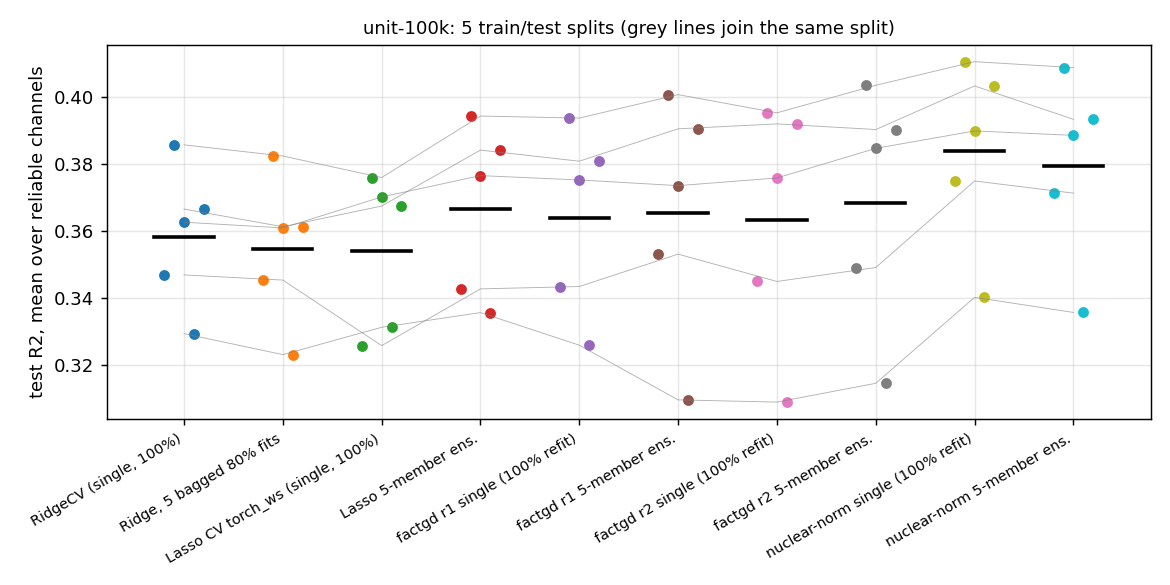 unit-100k: 5 train/test splits (grey lines join the same split)
test R2, mean over reliable channels
0.40
0.38
0.36
0.34
0.32
RidgeCV (single, 100%)
Ridge, 5 bagged 80% fits
Lasso CV torch_ws (single, 100%)
Lasso 5-member ens.
factgd r1 single (100% refit)
factgd r1 5-member ens.
factgd r2 single (100% refit)
factgd r2 5-member ens.
nuclear-norm single (100% refit)
nuclear-norm 5-member ens.